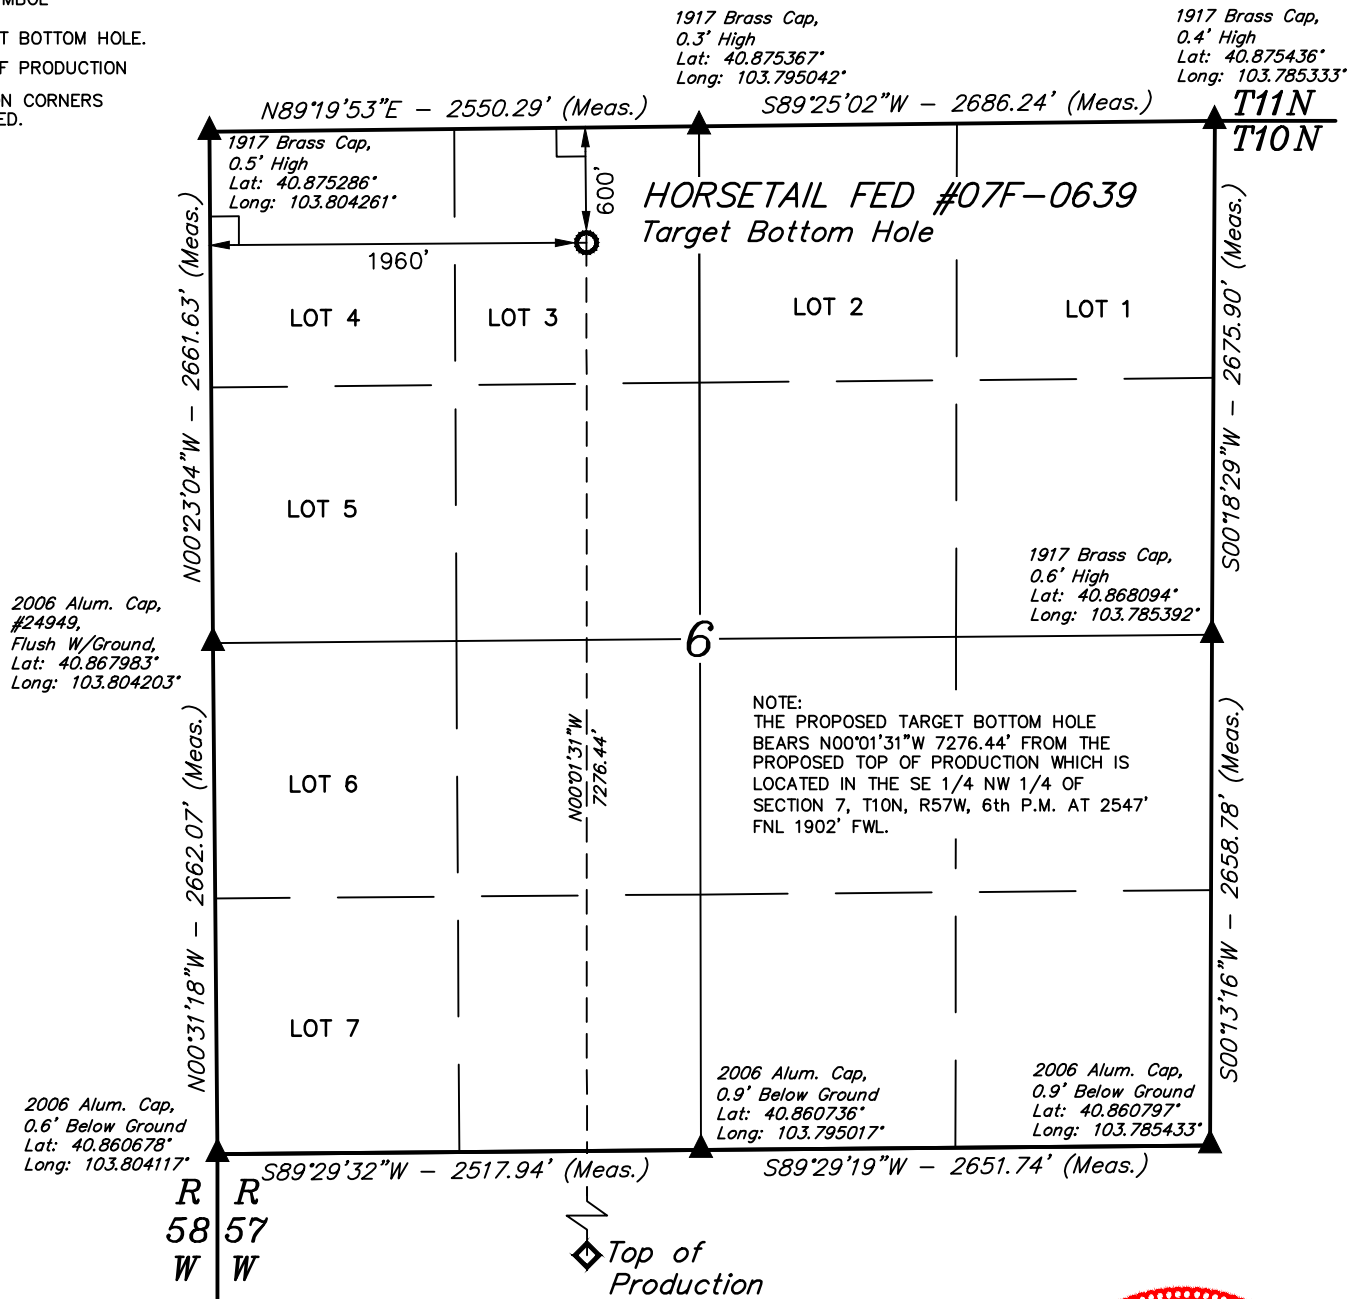 T BOTTOM HOLE.
F PRODUCTION
N CORNERS
ED.
1917 Brass Cap,
0.3' High
Lat: 40.875367°
Long: 103.795042°
1917 Brass Cap,
0.4' High
Lat: 40.875436°
Long: 103.785333°
N89°19'53"E - 2550.29' (Meas.)
S89°25'02"W - 2686.24' (Meas.)
T11N
T10N
1917 Brass Cap,
0.5' High
Lat: 40.875286°
Long: 103.804261°
600'
HORSETAIL FED #07F-0639
Target Bottom Hole
1960'
N00°23'04"W - 2661.63' (Meas.)
S00°18'29"W - 2675.90' (Meas.)
LOT 4
LOT 3
LOT 2
LOT 1
LOT 5
1917 Brass Cap,
0.6' High
Lat: 40.868094°
Long: 103.785392°
2006 Alum. Cap,
#24949,
Flush W/Ground,
Lat: 40.867983°
Long: 103.804203°
6
N00°01'31"W
7276.44'
NOTE:
THE PROPOSED TARGET BOTTOM HOLE
BEARS N00°01'31"W 7276.44' FROM THE
PROPOSED TOP OF PRODUCTION WHICH IS
LOCATED IN THE SE 1/4 NW 1/4 OF
SECTION 7, T10N, R57W, 6th P.M. AT 2547'
FNL 1902' FWL.
N00°31'18"W - 2662.07' (Meas.)
S00°13'16"W - 2658.78' (Meas.)
LOT 6
LOT 7
2006 Alum. Cap,
0.6' Below Ground
Lat: 40.860678°
Long: 103.804117°
2006 Alum. Cap,
0.9' Below Ground
Lat: 40.860736°
Long: 103.795017°
2006 Alum. Cap,
0.9' Below Ground
Lat: 40.860797°
Long: 103.785433°
S89°29'32"W - 2517.94' (Meas.)
S89°29'19"W - 2651.74' (Meas.)
R R
58 57
W W
Top of
Production